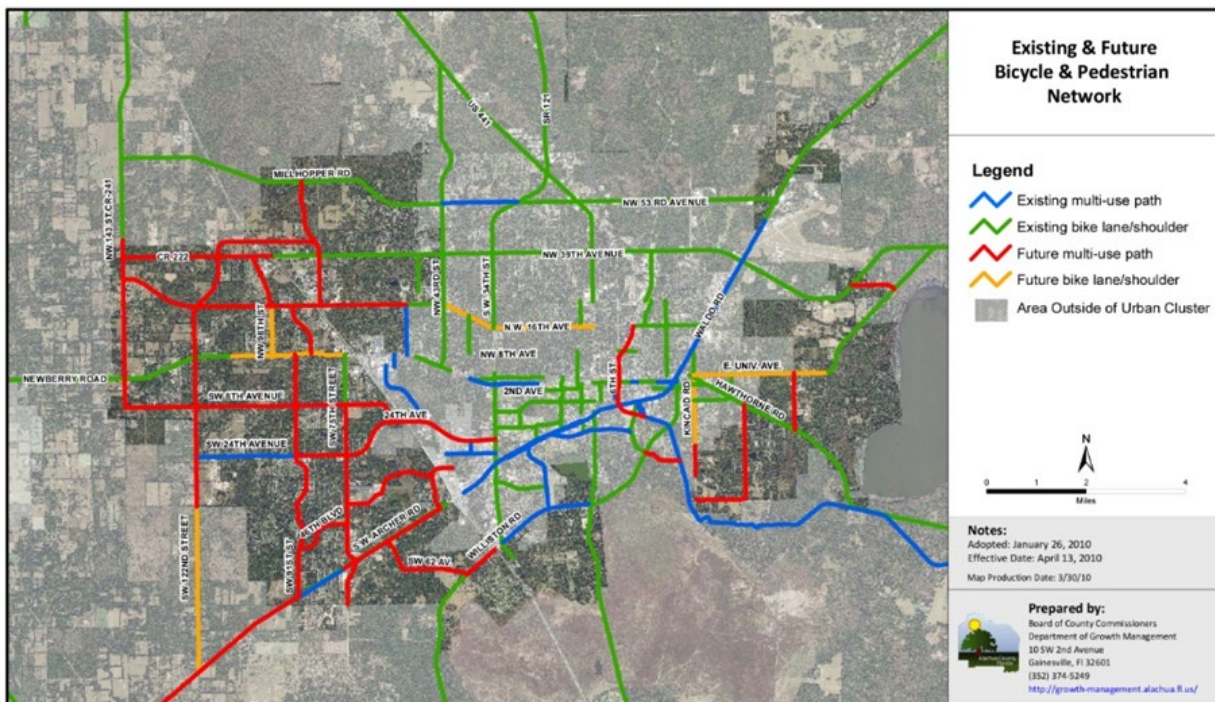 Existing & Future
Bicycle & Pedestrian
Network
Legend
Existing multi-use path
Existing bike lane/shoulder
Future multi-use path
Future bike lane/shoulder
Area Outside of Urban Cluster
N
0 2 4
Miles
Notes:
Adopted: January 26, 2010
Effective Date: April 13, 2010
Map Production Date: 3/30/10
Prepared by:
Board of County Commissioners
Department of Growth Management
10 SW 2nd Avenue
Gainesville, Fl 32601
(352) 374-5249
http://growth-management.alachua.fl.us/
Alachua County
US 441
SR 121
MILLHOPPER RD
NW 53 RD AVENUE
NW 143 ST CR-241
CR-222
NW 39TH AVENUE
NW 43RD ST
S.W. 34TH ST
WALDO RD
NW 98TH ST
N.W. 16TH AVE
NW 8TH AVE
NEWBERRY ROAD
E. UNIV. AVE.
SW 75TH STREET
2ND AVE
HAWTHORNE RD
SW 8TH AVENUE
24TH AVE
KINCAID RD
SW 24TH AVENUE
46TH BLVD
S.W. ARCHER RD
WILLISTON RD
SW 122ND STREET
SW 91ST ST
SW 62 AV